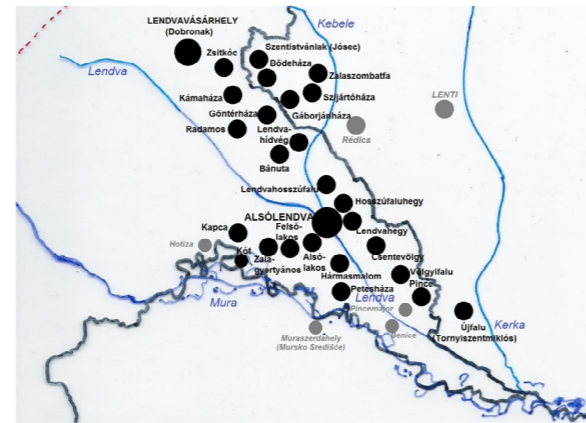 LENDVAVÁSÁRHELY
(Dobronak)
Kebele
Zsitkóc
Szentistvánlak (Jósec)
Bödeháza
Lendva
Zalaszombatfa
Kámaháza
Szijártóháza
LENTI
Göntérháza
Gáborjánháza
Radamos
Lendva-
hídvég
Rédics
Bánuta
Lendvahosszúfalu
Hosszúfaluhegy
ALSÓLENDVA
Kapca
Felső-
lakos
Lendvahegy
Hotiza
Kót
Zala-
gyertyános
Alsó-
lakos
Csentevölgy
Hármasmalom
Völgyifalu
Petesháza
Pince
Mura
Lendva
Pincemajor
Kerka
Muraszerdahely
(Mursko Središće)
Benice
Újfalu
(Tornyiszentmiklós)